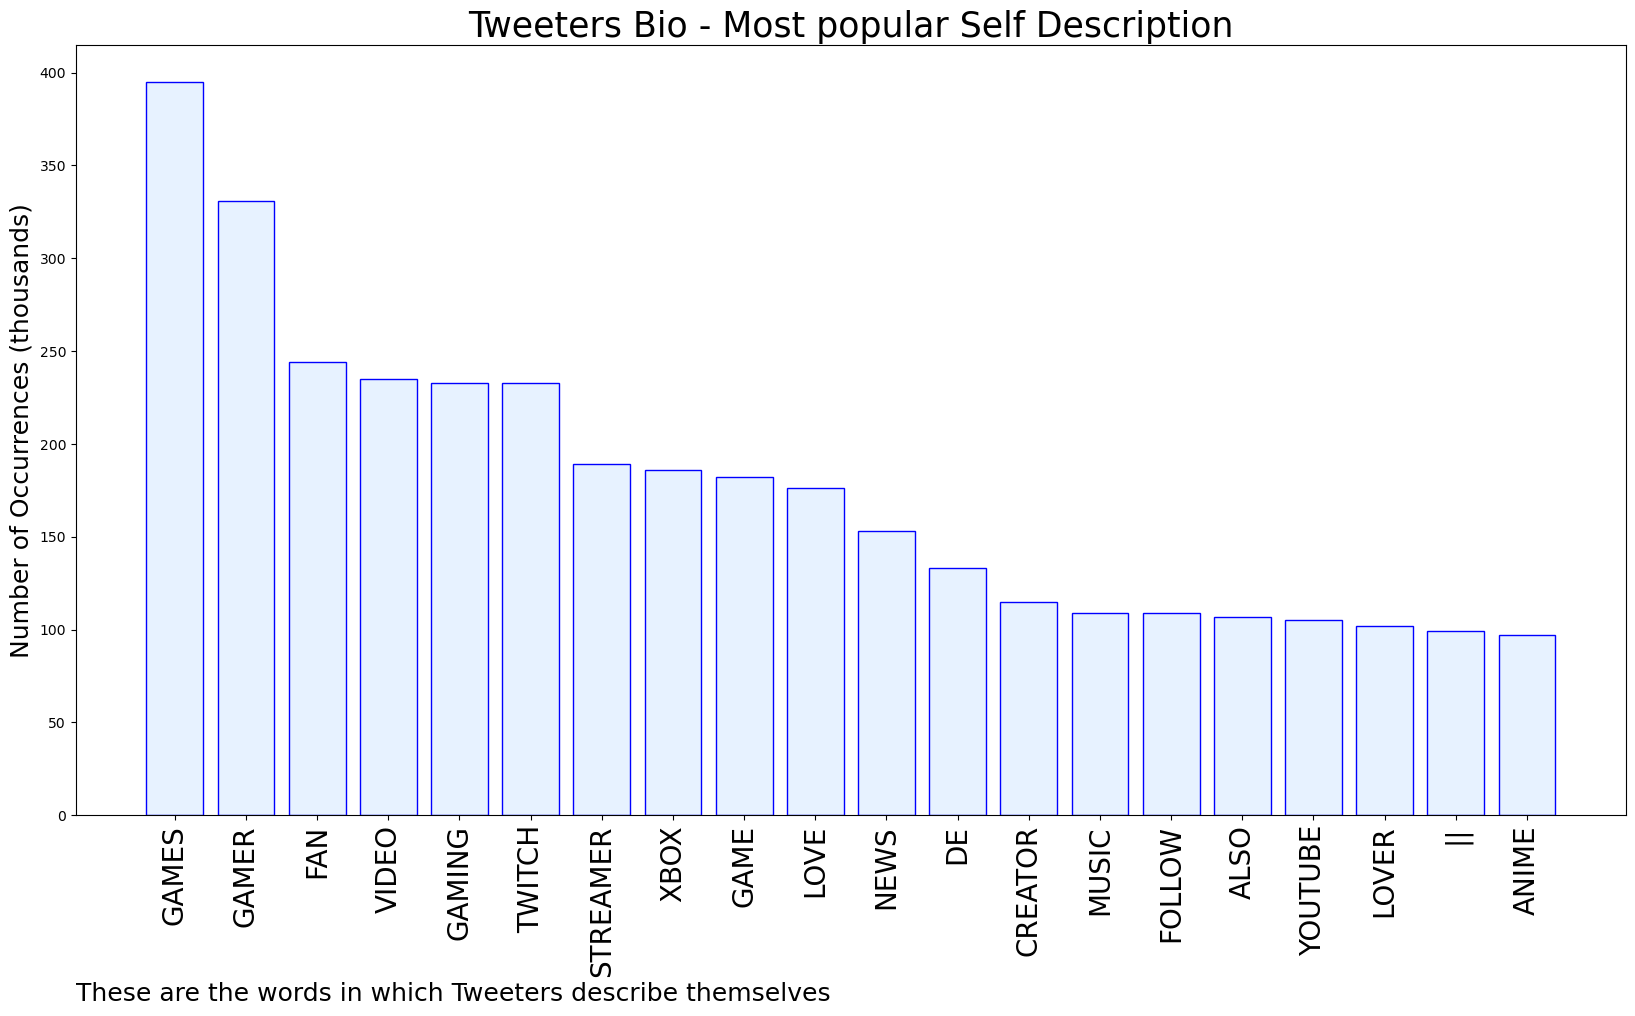 Tweeters Bio - Most popular Self Description
Number of Occurrences (thousands)
400
350
300
250
200
150
100
50
0
GAMES
GAMER
FAN
VIDEO
GAMING
TWITCH
STREAMER
XBOX
GAME
LOVE
NEWS
DE
CREATOR
MUSIC
FOLLOW
ALSO
YOUTUBE
LOVER
||
ANIME
These are the words in which Tweeters describe themselves